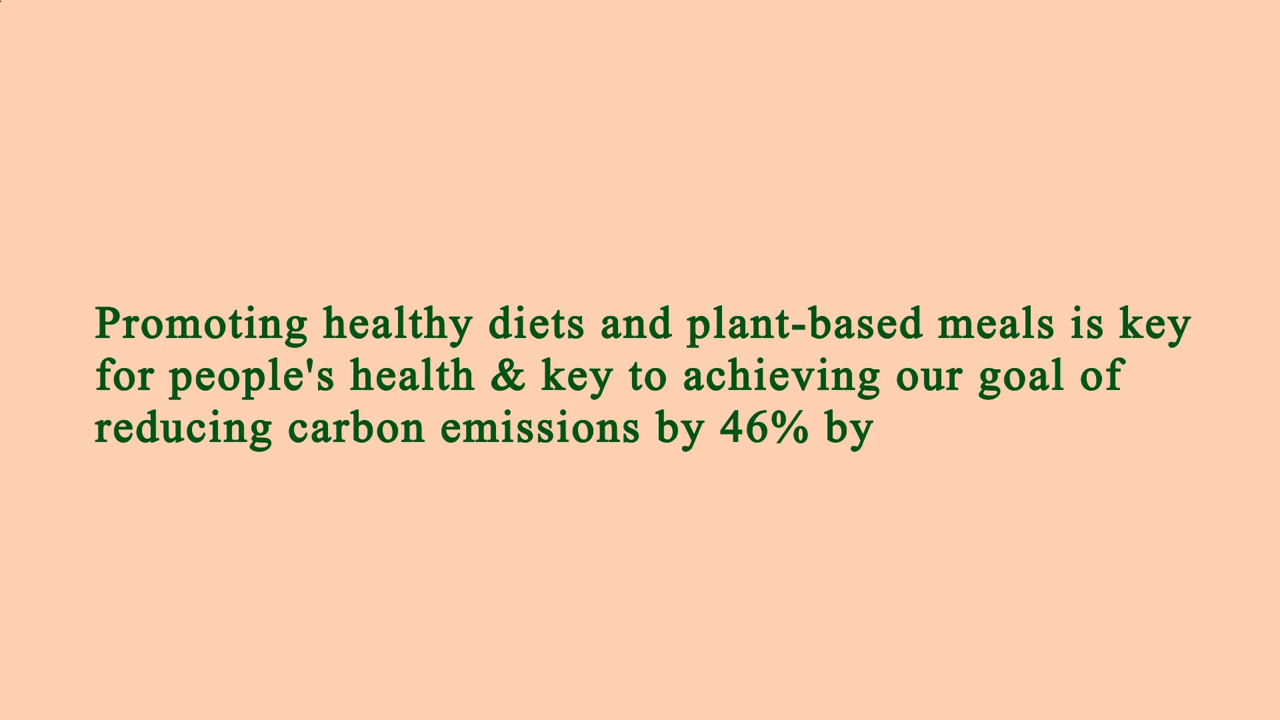 Promoting healthy diets and plant-based meals is key
for people's health & key to achieving our goal of
reducing carbon emissions by 46% by